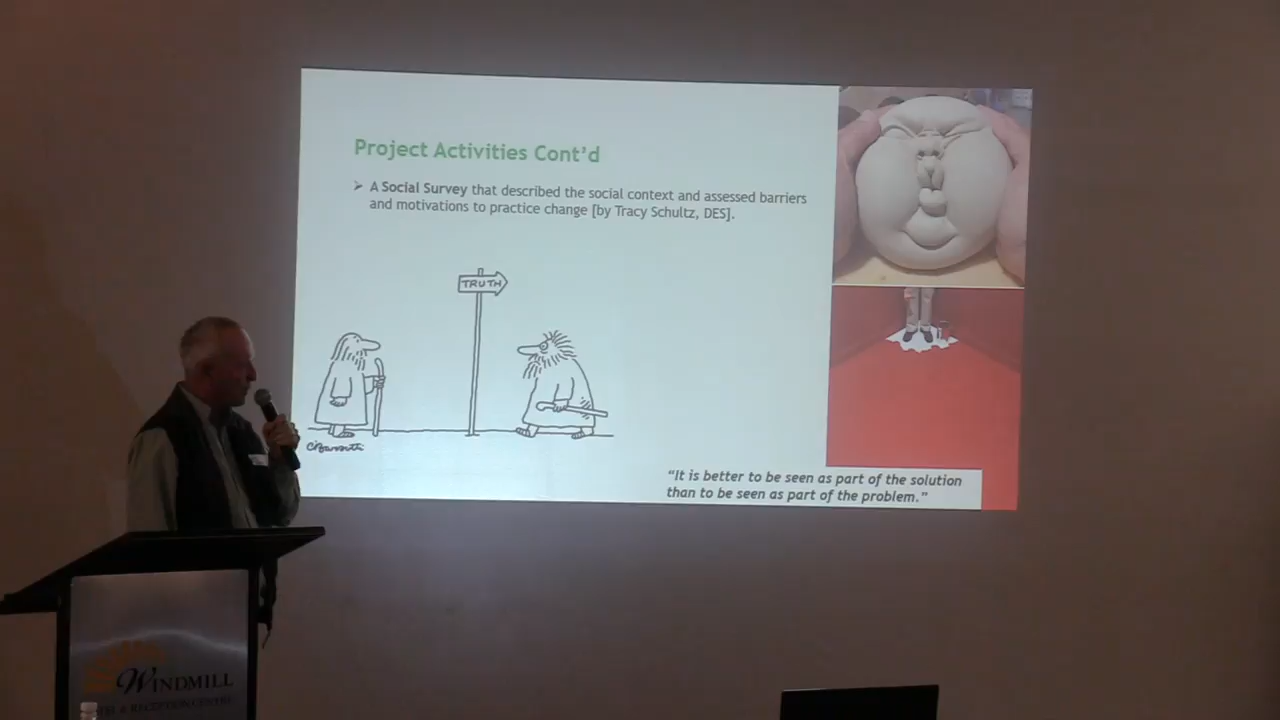 Project Activities Cont'd
➢ A Social Survey that described the social context and assessed barriers
and motivations to practice change [by Tracy Schultz, DES].
TRUTH
"It is better to be seen as part of the solution
than to be seen as part of the problem."
WINDMILL
& RECEPTION CENTRE